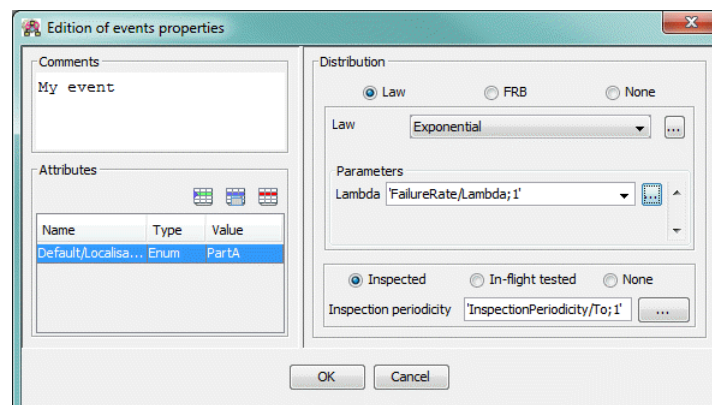 Edition of events properties
Comments
My event
Attributes
Name Type Value
Default/Localisa... Enum PartA
Distribution
Law FRB None
Law Exponential ...
Parameters
Lambda 'FailureRate/Lambda;1' ...
Inspected In-flight tested None
Inspection periodicity 'InspectionPeriodicity/To;1' ...
OK Cancel